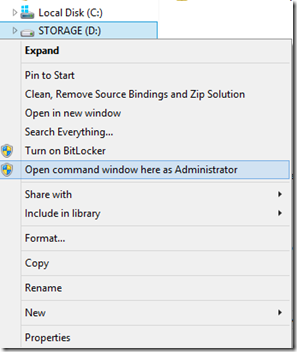 Local Disk (C:)
STORAGE (D:)
Expand
Pin to Start
Clean, Remove Source Bindings and Zip Solution
Open in new window
Search Everything...
Turn on BitLocker
Open command window here as Administrator
Share with
Include in library
Format...
Copy
Rename
New
Properties